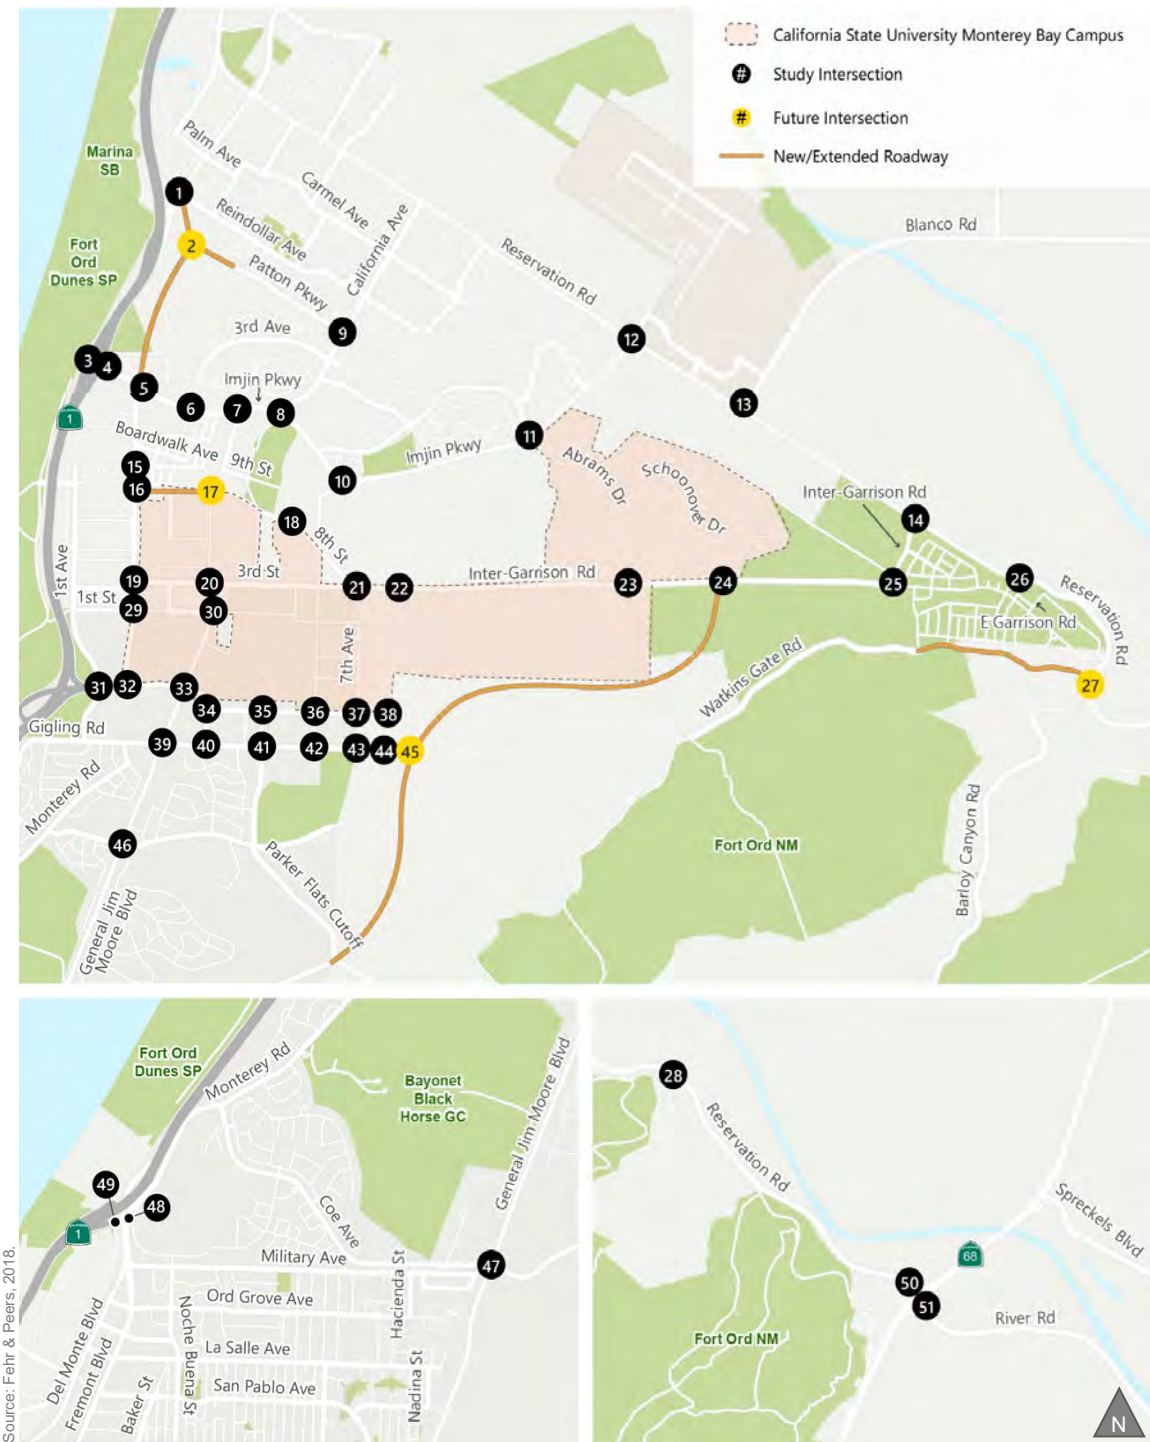 California State University Monterey Bay Campus
# Study Intersection
# Future Intersection
New/Extended Roadway
Marina
SB
Palm Ave
1
Carmel Ave
Reindollar Ave
California Ave
2
Fort
Ord
Dunes SP
Patton Pkwy
Reservation Rd
Blanco Rd
3rd Ave
9
12
3
4
5
Imjin Pkwy
6
7
8
13
1
Boardwalk Ave
9th St
Imjin Pkwy
11
Abrams Dr
Schoonover Dr
15
16
17
10
Inter-Garrison Rd
14
18
8th St
1st Ave
3rd St
Inter-Garrison Rd
19
20
21
22
23
24
25
26
Reservation Rd
1st St
29
30
E Garrison Rd
7th Ave
Watkins Gate Rd
27
31
32
33
34
35
36
37
38
Gigling Rd
39
40
41
42
43
44
45
Monterey Rd
46
Parker Flats Cutoff
Fort Ord NM
Barloy Canyon Rd
General Jim
Moore Blvd
Fort Ord
Dunes SP
Monterey Rd
Bayonet
Black
Horse GC
General Jim Moore Blvd
49
48
1
Coe Ave
Military Ave
Hacienda St
47
Ord Grove Ave
Noche Buena St
Del Monte Blvd
Fremont Blvd
La Salle Ave
Baker St
San Pablo Ave
Nadina St
28
Reservation Rd
Spreckels Blvd
68
50
51
River Rd
Fort Ord NM
N
Source: Fehr & Peers, 2018.